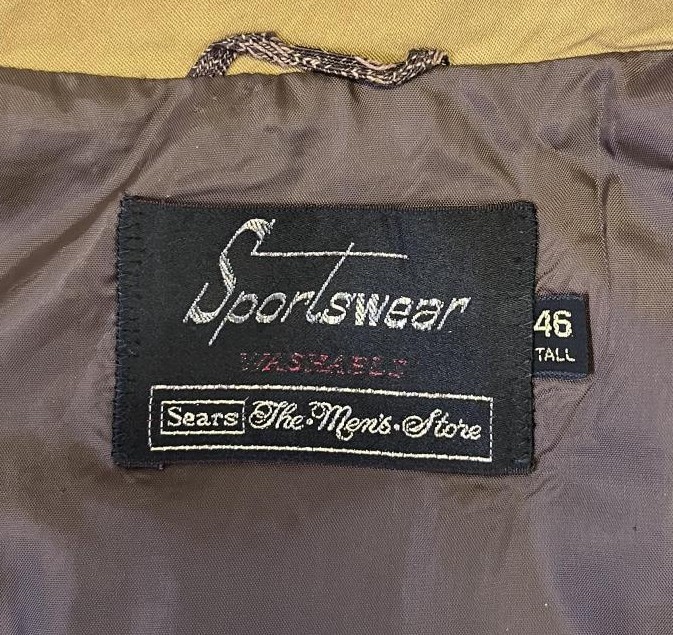 Sportswear
WASHABLE
Sears The·Men's·Store
46
TALL